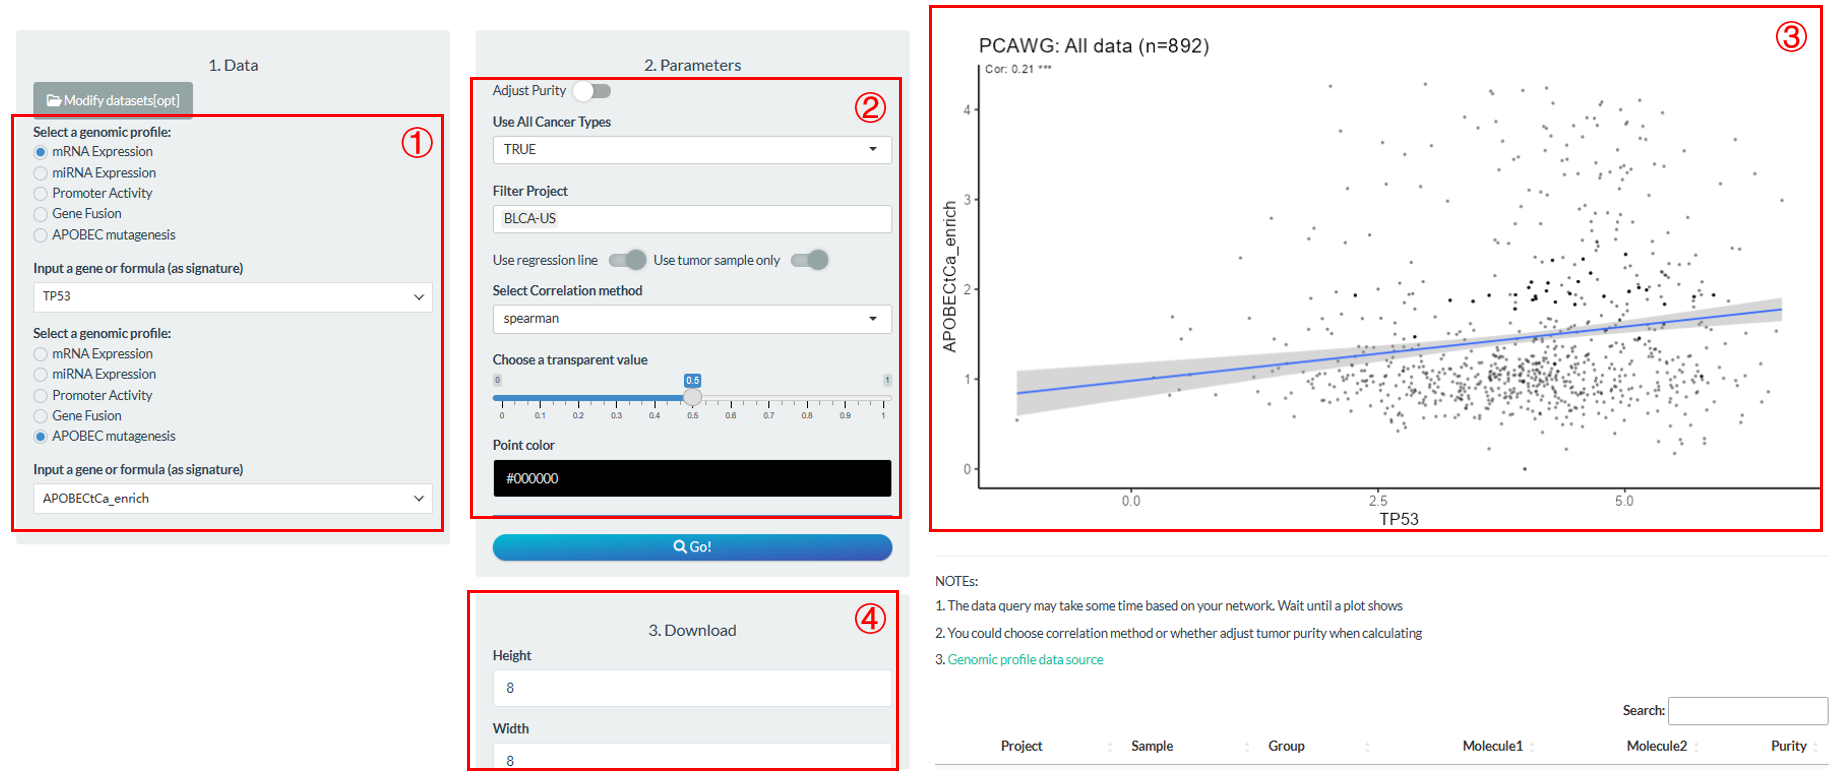 1. Data
Modify datasets[opt]
①
Select a genomic profile:
mRNA Expression
miRNA Expression
Promoter Activity
Gene Fusion
APOBEC mutagenesis
Input a gene or formula (as signature)
TP53
Select a genomic profile:
mRNA Expression
miRNA Expression
Promoter Activity
Gene Fusion
APOBEC mutagenesis
Input a gene or formula (as signature)
APOBECtCa_enrich
2. Parameters
Adjust Purity
②
Use All Cancer Types
TRUE
Filter Project
BLCA-US
Use regression line Use tumor sample only
Select Correlation method
spearman
Choose a transparent value
0 0.5 1
0 0.1 0.2 0.3 0.4 0.5 0.6 0.7 0.8 0.9 1
Point color
#000000
Go!
④
3. Download
Height
8
Width
8
③
PCAWG: All data (n=892)
Cor: 0.21 ***
4
3
2
1
0
APOBECtCa_enrich
0.0 2.5 5.0
TP53
NOTEs:
1. The data query may take some time based on your network. Wait until a plot shows
2. You could choose correlation method or whether adjust tumor purity when calculating
3. Genomic profile data source
Search:
Project Sample Group Molecule1 Molecule2 Purity